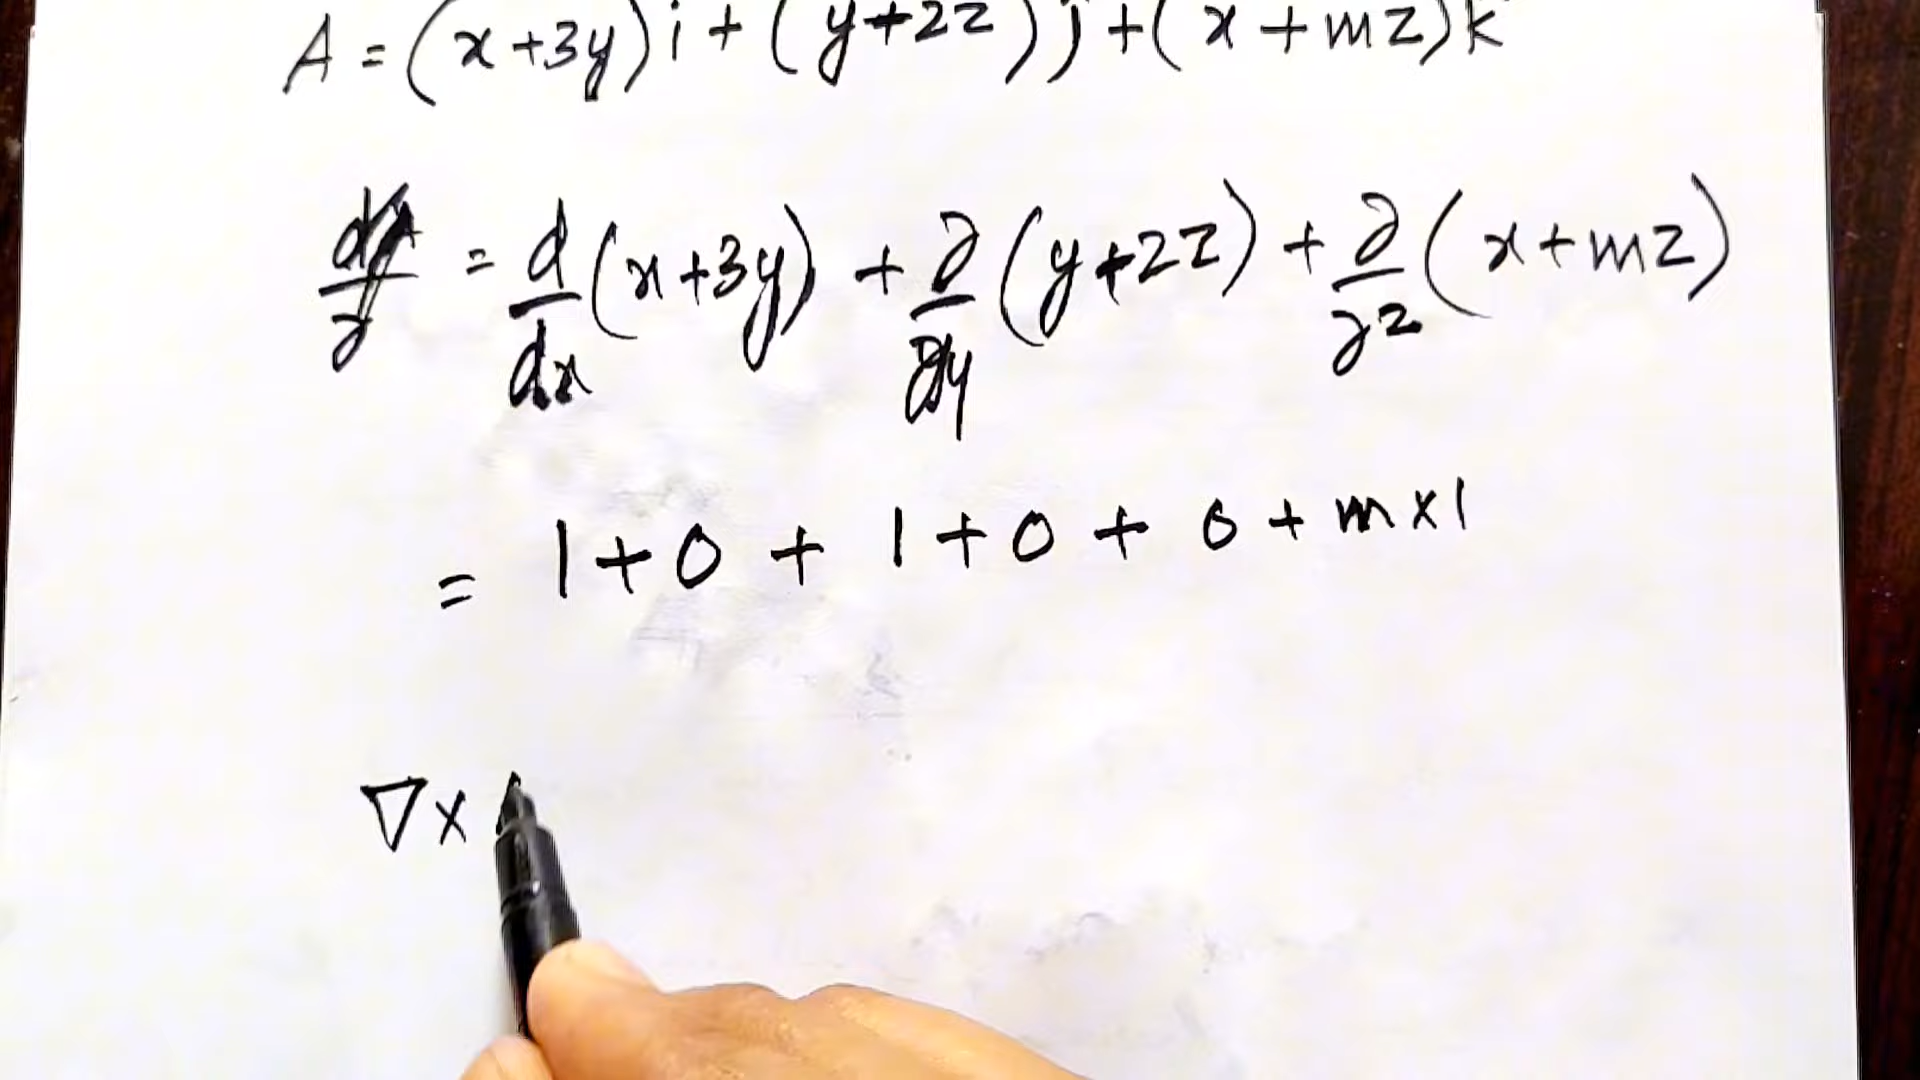 A = (x+3y)i + (y+2z)j + (x+mz)k
= d/dx (x+3y) + ∂/∂y (y+2z) + ∂/∂z (x+mz)
= 1+0 + 1+0 + 0+m×1
∇×